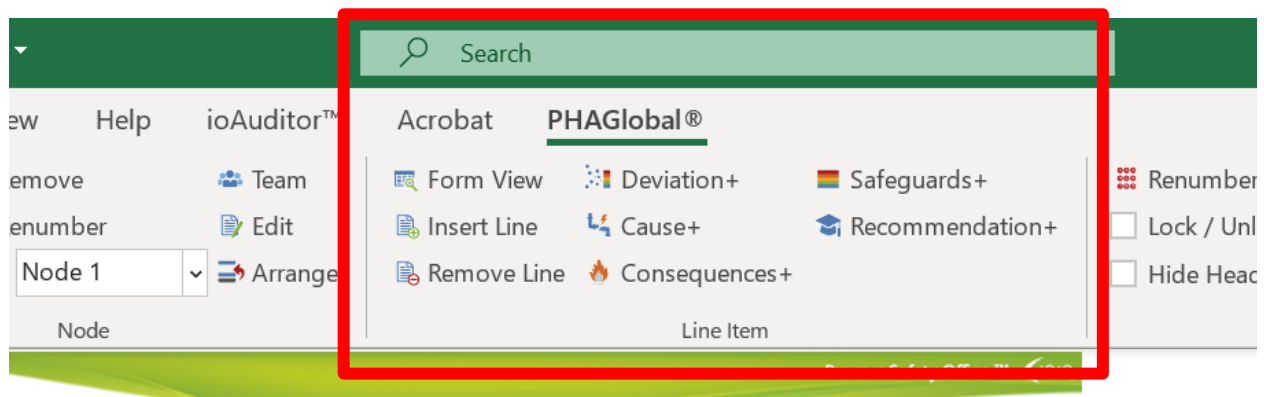 Search
ew Help ioAuditor™ Acrobat PHAGlobal®
emove Team Form View Deviation+ Safeguards+ Renumber
enumber Edit Insert Line Cause+ Recommendation+ Lock / Unl
Node 1 Arrange Remove Line Consequences+ Hide Head
Node Line Item